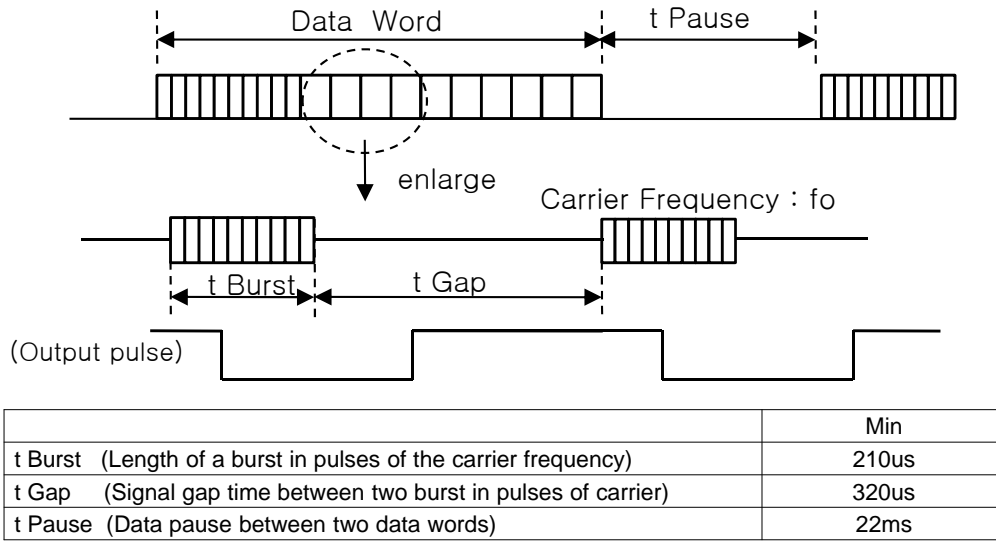 Data Word
t Pause
enlarge
Carrier Frequency : fo
t Burst
t Gap
(Output pulse)
Min
t Burst (Length of a burst in pulses of the carrier frequency) 210us
t Gap (Signal gap time between two burst in pulses of carrier) 320us
t Pause (Data pause between two data words) 22ms